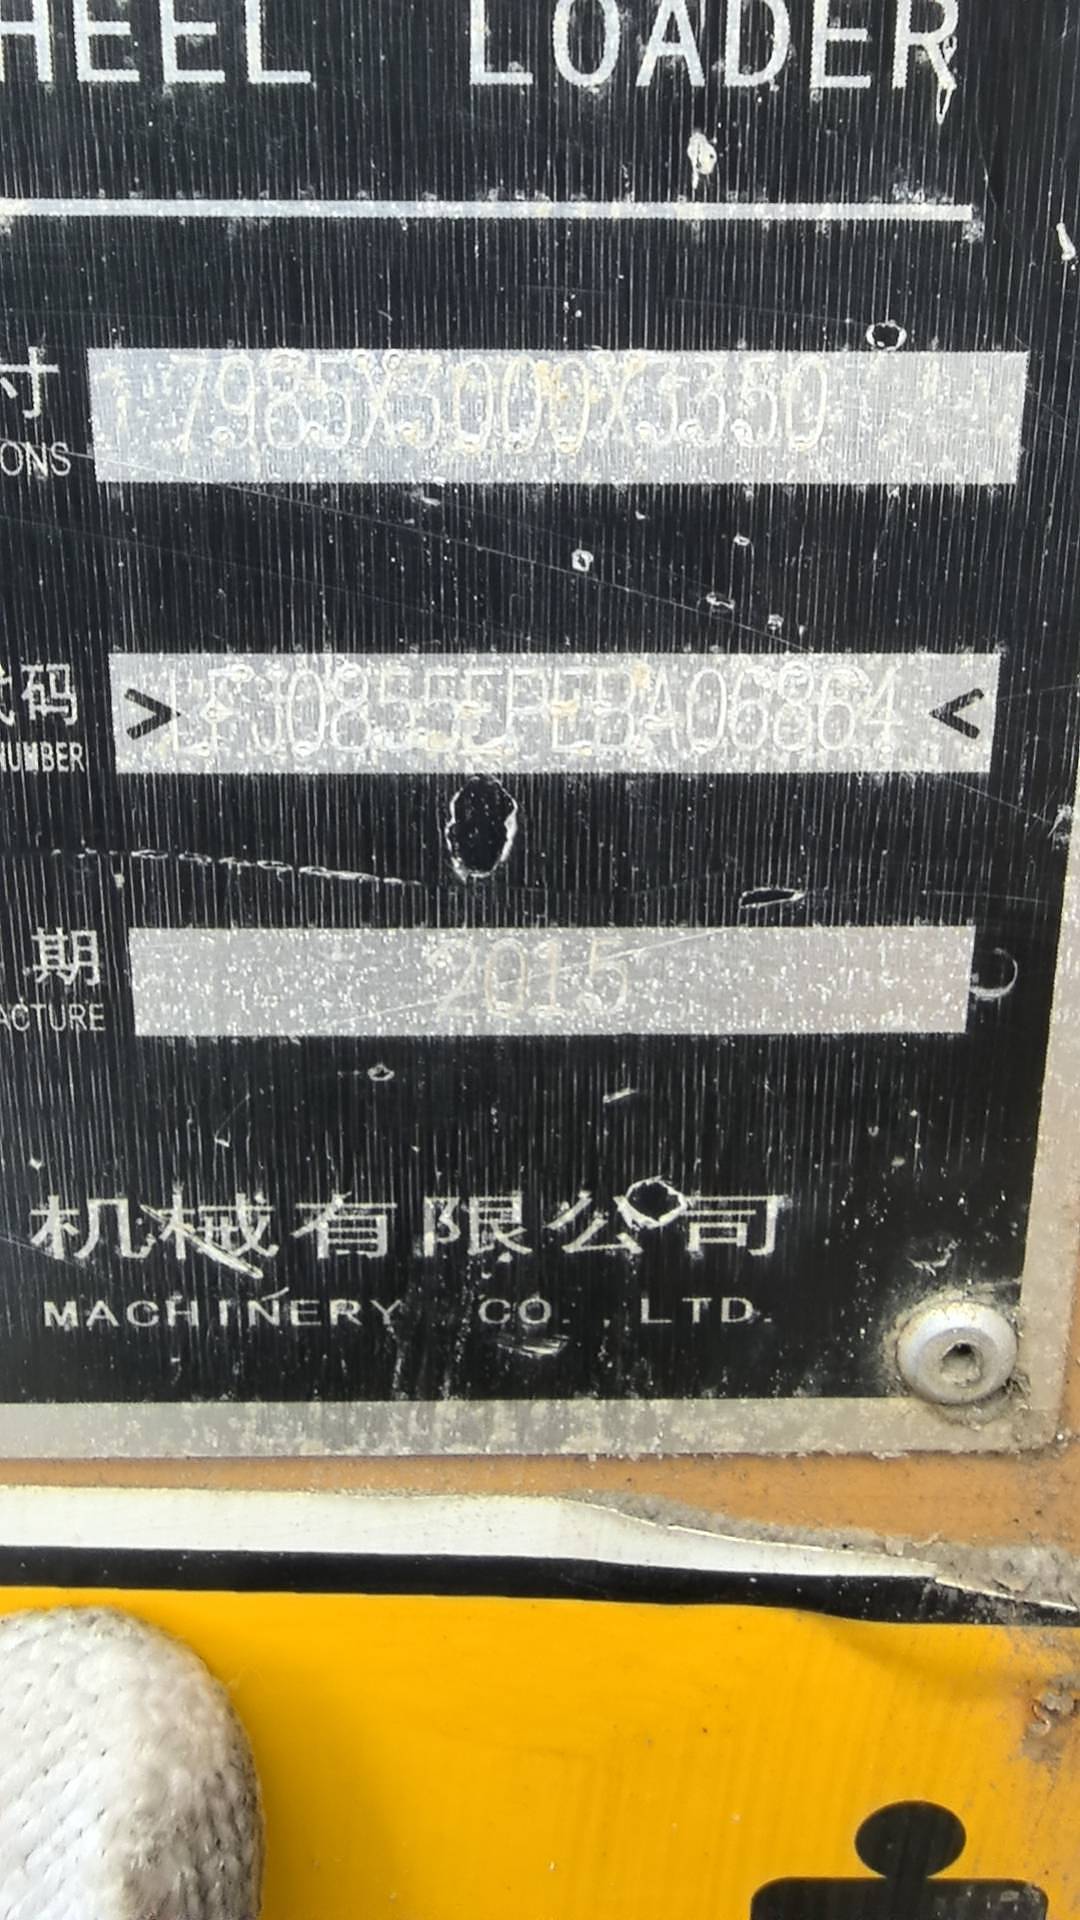 HEEL LOADER
寸 7985X3000X3350
ONS
代码 >LFJ0855EPEBA06864<
NUMBER
期 2015
ACTURE
机械有限公司
MACHINERY CO., LTD.